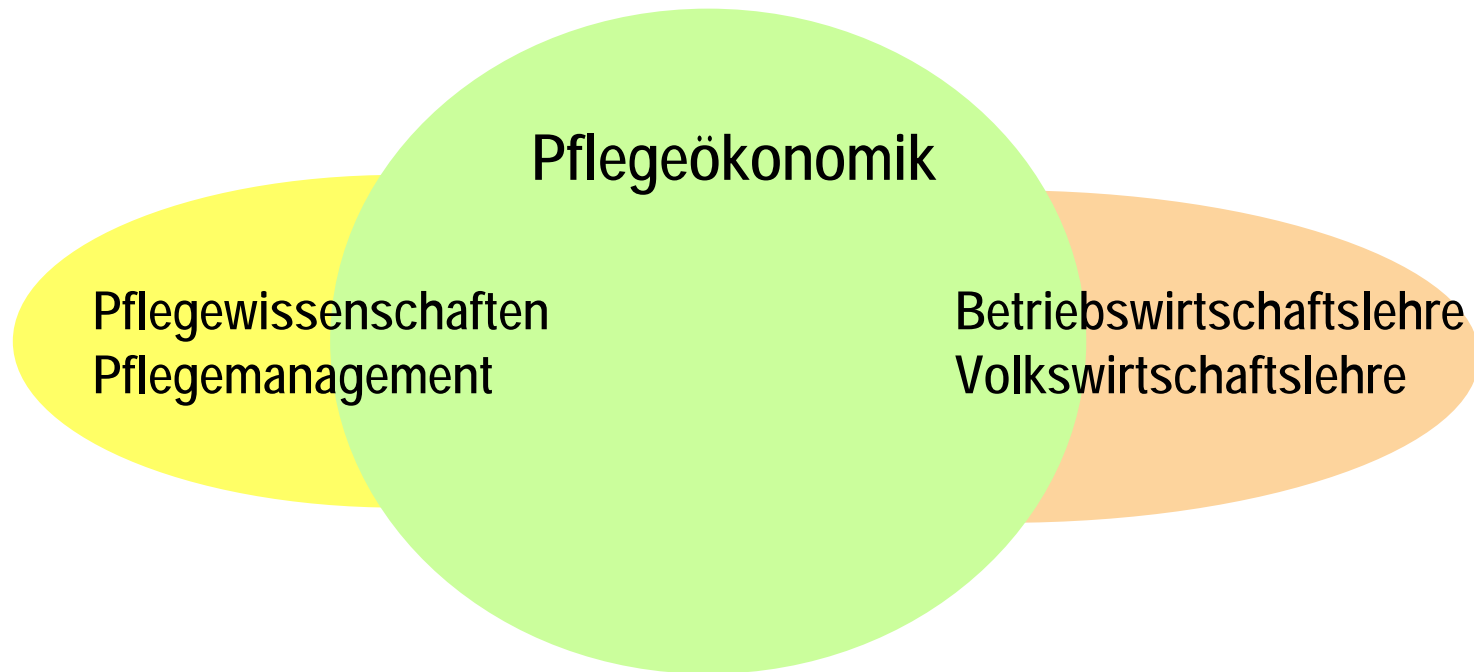 Pflegeökonomik
Pflegewissenschaften
Pflegemanagement
Betriebswirtschaftslehre
Volkswirtschaftslehre